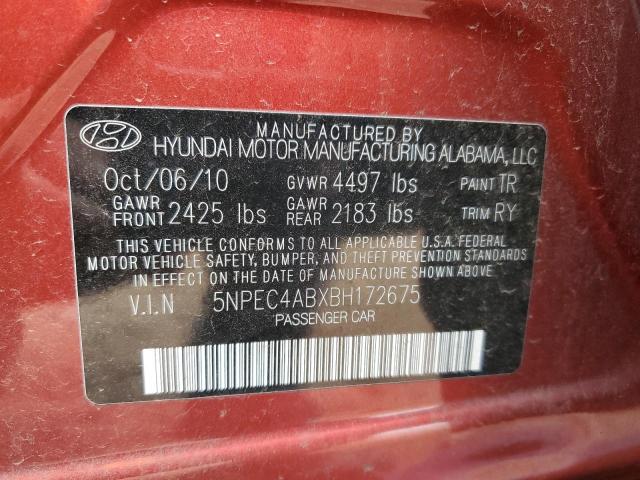 MANUFACTURED BY
HYUNDAI MOTOR MANUFACTURING ALABAMA, LLC
Oct/06/10 GVWR 4497 lbs PAINT TR
GAWR FRONT 2425 lbs GAWR REAR 2183 lbs TRIM RY
THIS VEHICLE CONFORMS TO ALL APPLICABLE U.S.A. FEDERAL
MOTOR VEHICLE SAFETY, BUMPER, AND THEFT PREVENTION
IN EFFECT ON THE DATE OF MANUFACTURE SHOWN ABOVE.
V.I.N 5NPEC4ABXBH172675
PASSENGER CAR